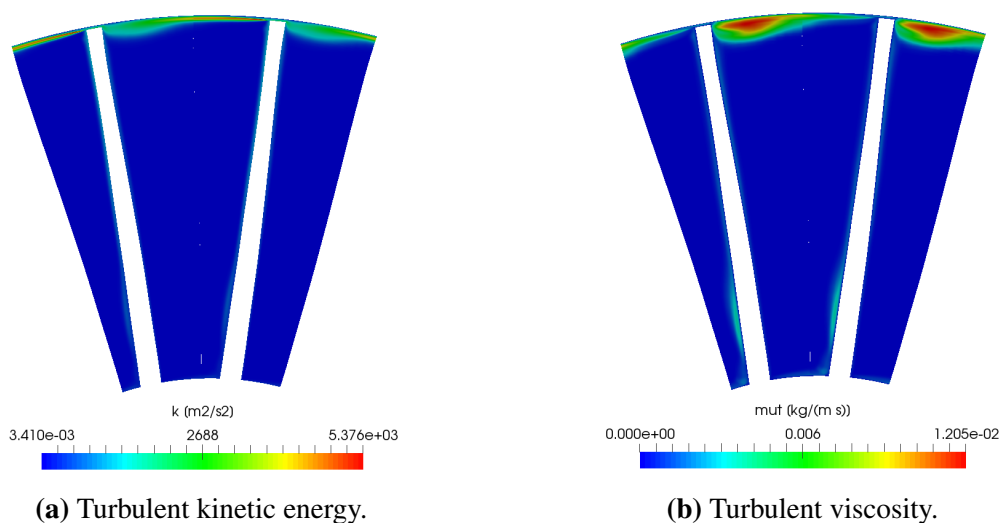 k [m2/s2]
3.410e-03 2688 5.376e+03
(a) Turbulent kinetic energy.
mut [kg/(m s)]
0.000e+00 0.006 1.205e-02
(b) Turbulent viscosity.